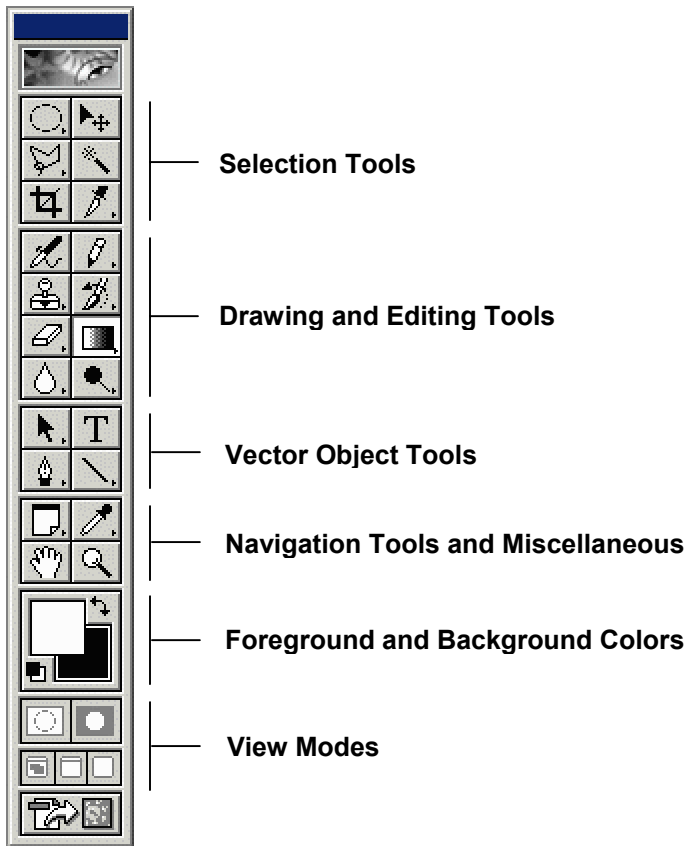 Selection Tools
Drawing and Editing Tools
Vector Object Tools
Navigation Tools and Miscellaneous
Foreground and Background Colors
View Modes